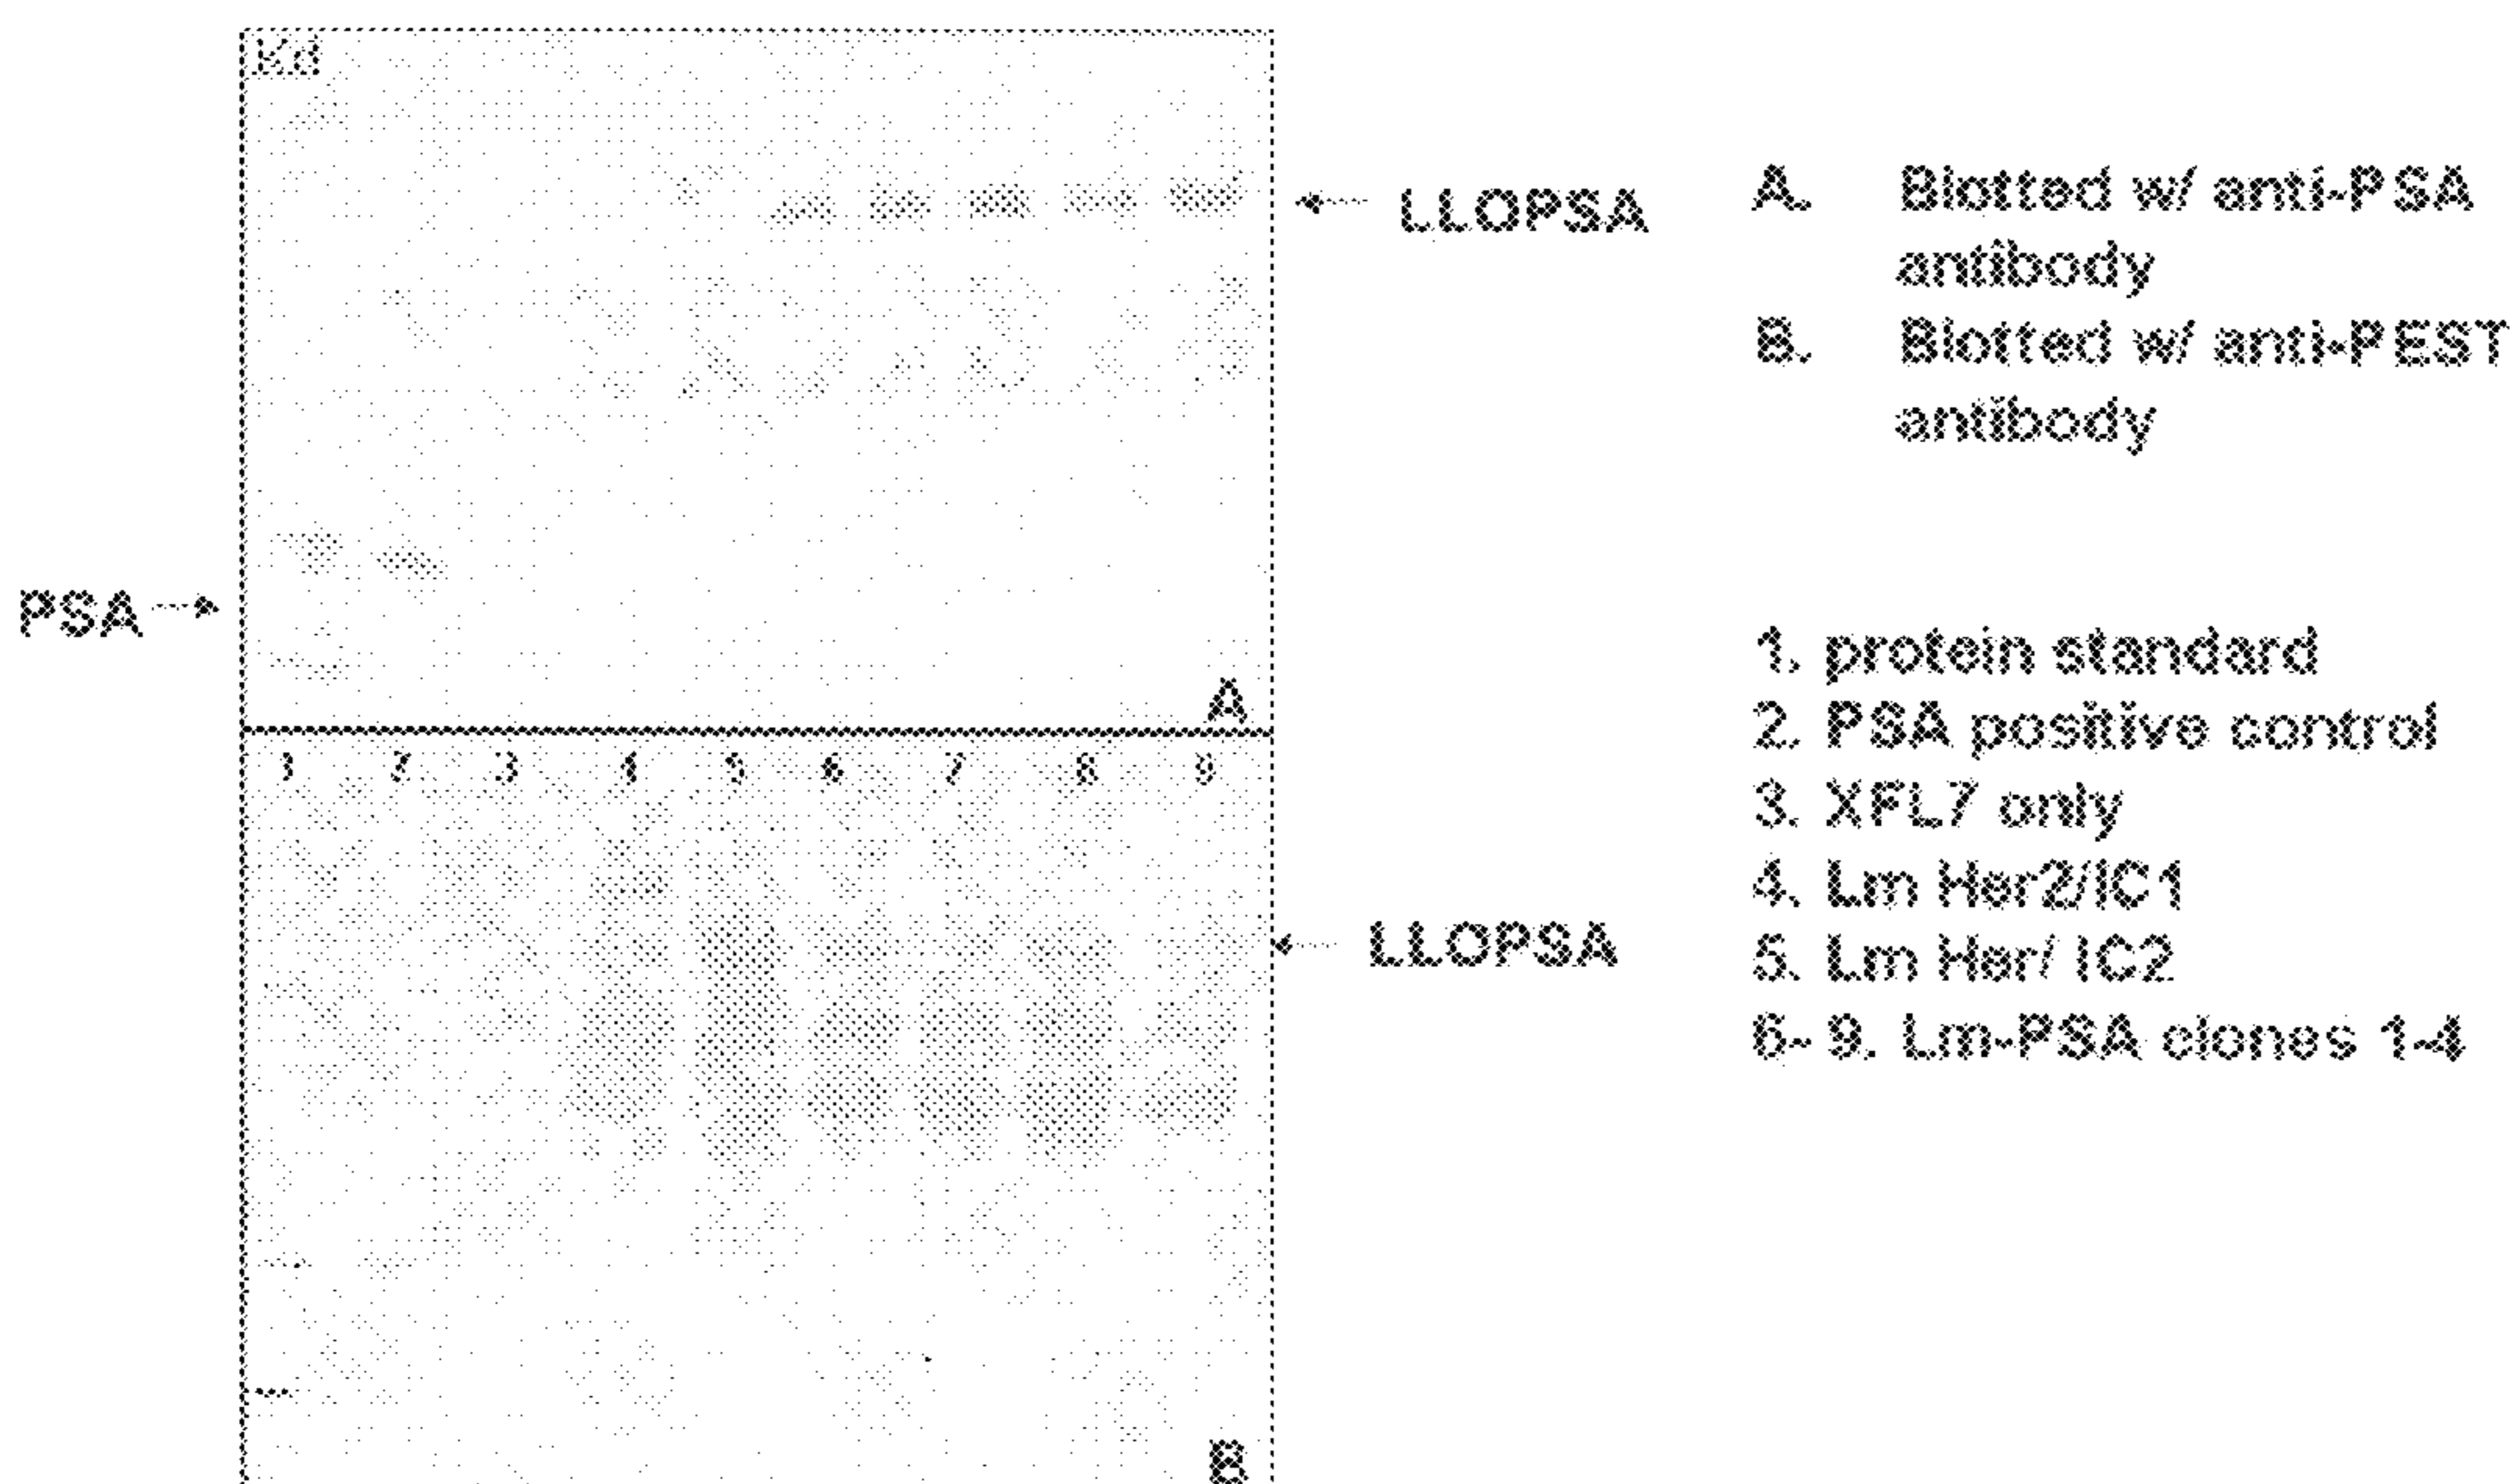 Kd
LLOPSA
A. Blotted w/ anti-PSA
antibody
B. Blotted w/ anti-PEST
antibody
PSA
A
1 2 3 4 5 6 7 8 9
LLOPSA
1. protein standard
2. PSA positive control
3. XFL7 only
4. Lm Her2/IC1
5. Lm Her/ IC2
6- 9. Lm-PSA clones 1-4
B